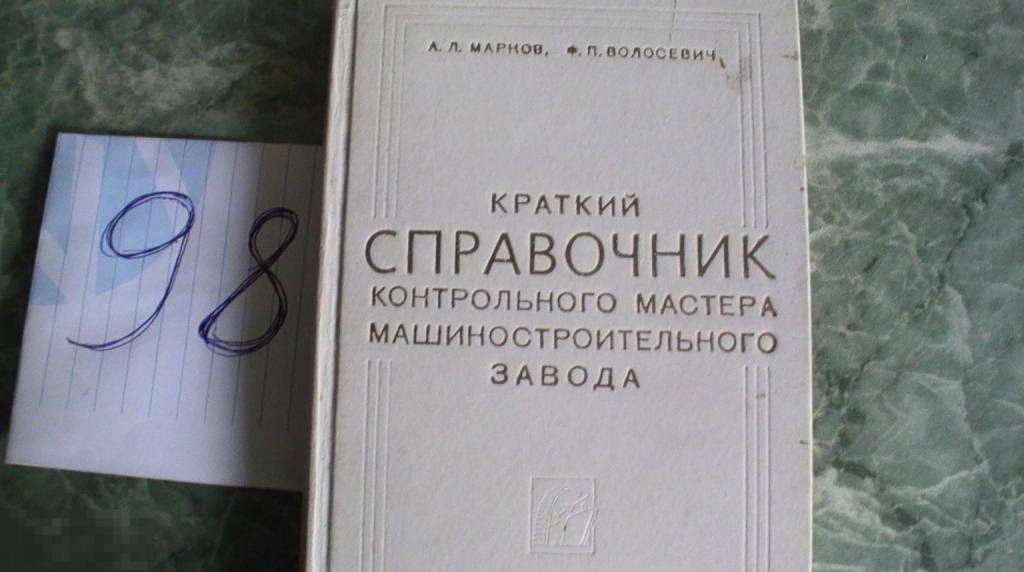 98
А. Л. МАРКОВ, Ф. П. ВОЛОСЕВИЧ
КРАТКИЙ
СПРАВОЧНИК
КОНТРОЛЬНОГО МАСТЕРА
МАШИНОСТРОИТЕЛЬНОГО
ЗАВОДА